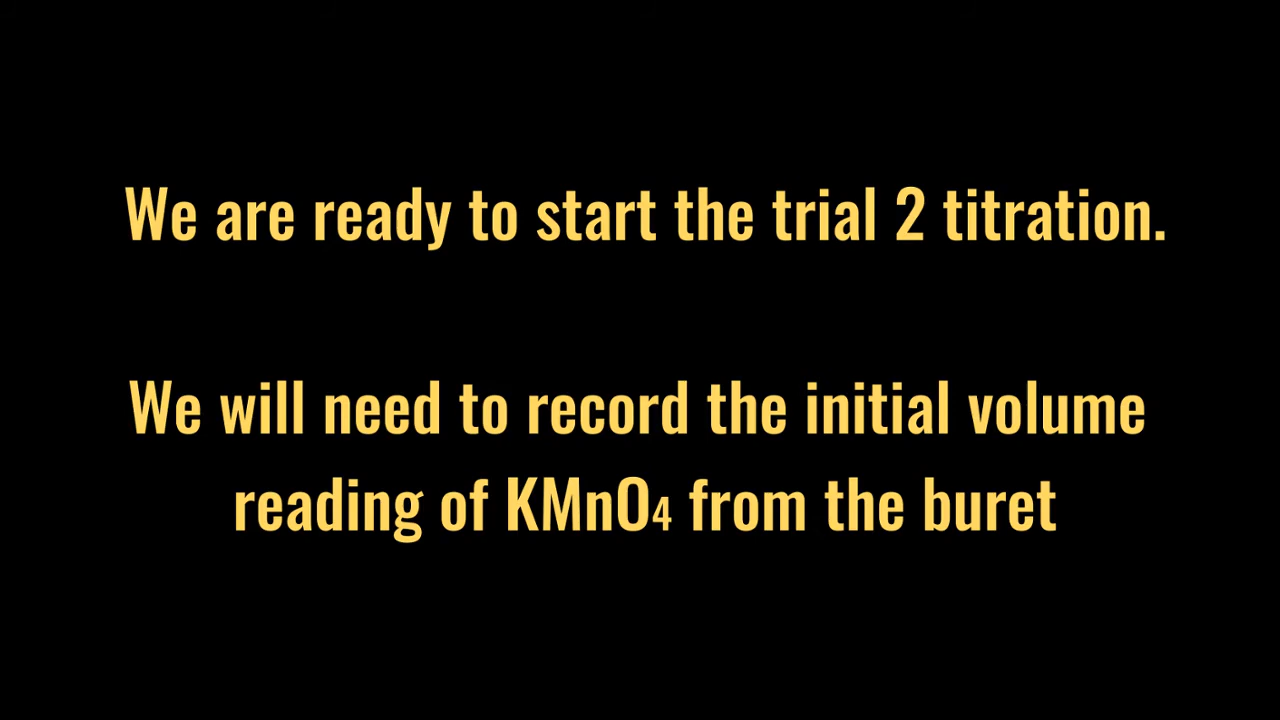 We are ready to start the trial 2 titration.
We will need to record the initial volume
reading of KMnO₄ from the buret